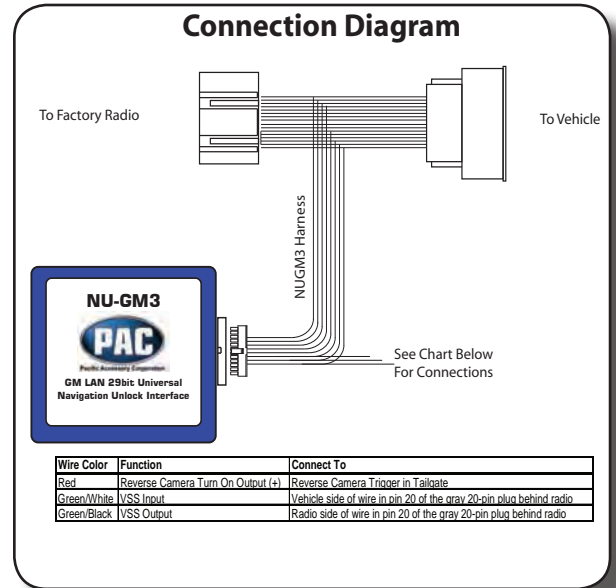 Connection Diagram
To Factory Radio
To Vehicle
NUGM3 Harness
NU-GM3
PAC
Pacific Accessory Corporation
GM LAN 29bit Universal
Navigation Unlock Interface
See Chart Below
For Connections
Wire Color Function Connect To
Red Reverse Camera Turn On Output (+) Reverse Camera Trigger in Tailgate
Green/White VSS Input Vehicle side of wire in pin 20 of the gray 20-pin plug behind radio
Green/Black VSS Output Radio side of wire in pin 20 of the gray 20-pin plug behind radio